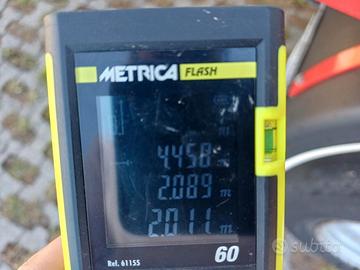 METRICA FLASH
4.458 m
2.089 m
2.011 m
Ref. 61155
60
subito